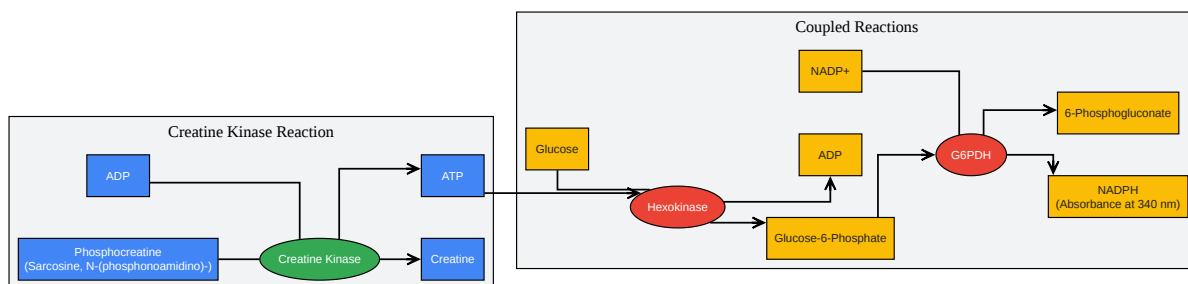 Creatine Kinase Reaction
ADP
ATP
Phosphocreatine
(Sarcosine, N-(phosphonoamidino)-)
Creatine Kinase
Creatine
Coupled Reactions
NADP+
6-Phosphogluconate
Glucose
ADP
G6PDH
NADPH
(Absorbance at 340 nm)
Hexokinase
Glucose-6-Phosphate